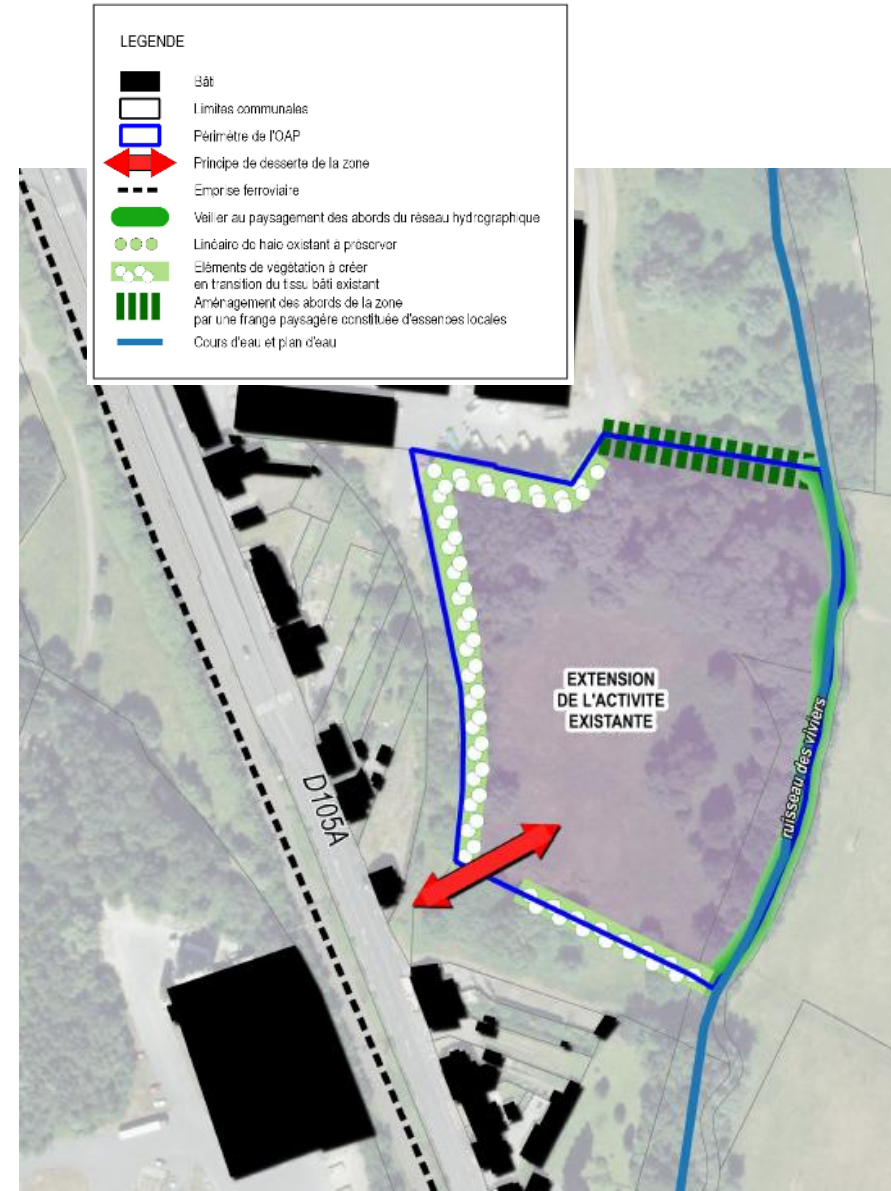 LEGENDE
Bâti
Limites communales
Périmètre de l'OAP
Principe de desserte de la zone
Emprise ferroviaire
Veiller au paysagement des abords du réseau hydrographique
Linéaire de haie existant à préserver
Eléments de végétation à créer
en transition du tissu bâti existant
Aménagement des abords de la zone
par une frange paysagère constituée d'essences locales
Cours d'eau et plan d'eau
EXTENSION
DE L'ACTIVITE
EXISTANTE
ruisseau des viviers
D105A